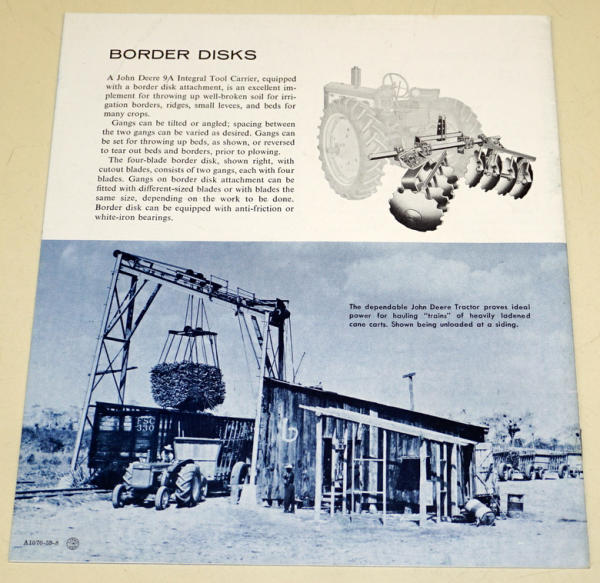 BORDER DISKS
A John Deere 9A Integral Tool Carrier, equipped
with a border disk attachment, is an excellent im-
plement for throwing up well-broken soil for irri-
gation borders, ridges, small levees, and beds for
many crops.
Gangs can be tilted or angled; spacing between
the two gangs can be varied as desired. Gangs can
be set for throwing up beds, as shown, or reversed
to tear out beds and borders, prior to plowing.
The four-blade border disk, shown right, with
cutout blades, consists of two gangs, each with four
blades. Gangs on border disk attachment can be
fitted with different-sized blades or with blades the
same size, depending on the work to be done.
Border disk can be equipped with anti-friction or
white-iron bearings.
The dependable John Deere Tractor proves ideal
power for hauling "trains" of heavily ladened
cane carts. Shown being unloaded at a siding.
6
A1076-59-8